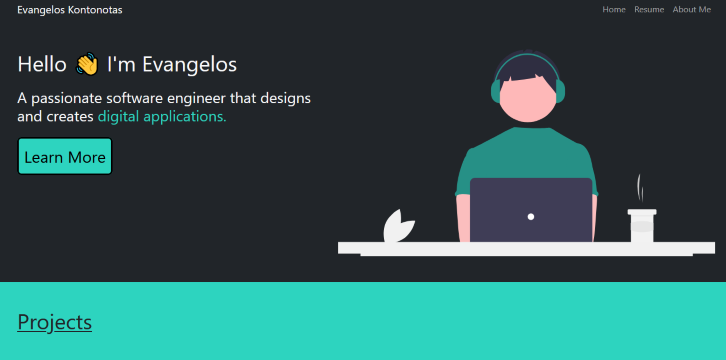 Evangelos Kontonotas
Home Resume About Me
Hello 👋 I'm Evangelos
A passionate software engineer that designs
and creates digital applications.
Learn More
Projects